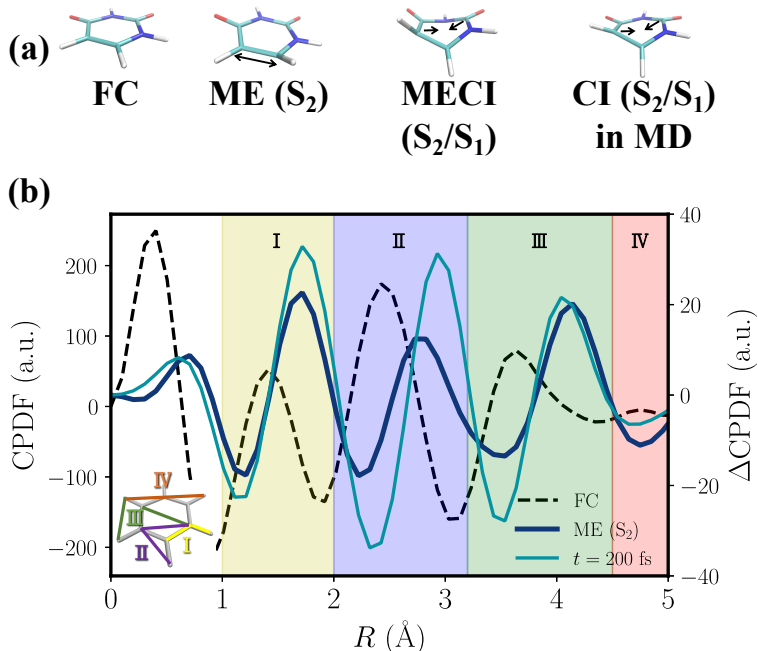 (a)
FC
ME (S₂)
MECI
(S₂/S₁)
CI (S₂/S₁)
in MD
(b)
CPDF (a.u.)
200
100
0
−100
−200
I
II
III
IV
40
20
0
−20
−40
ΔCPDF (a.u.)
IV
III
II
I
FC
ME (S₂)
t = 200 fs
0
1
2
3
4
5
R (Å)